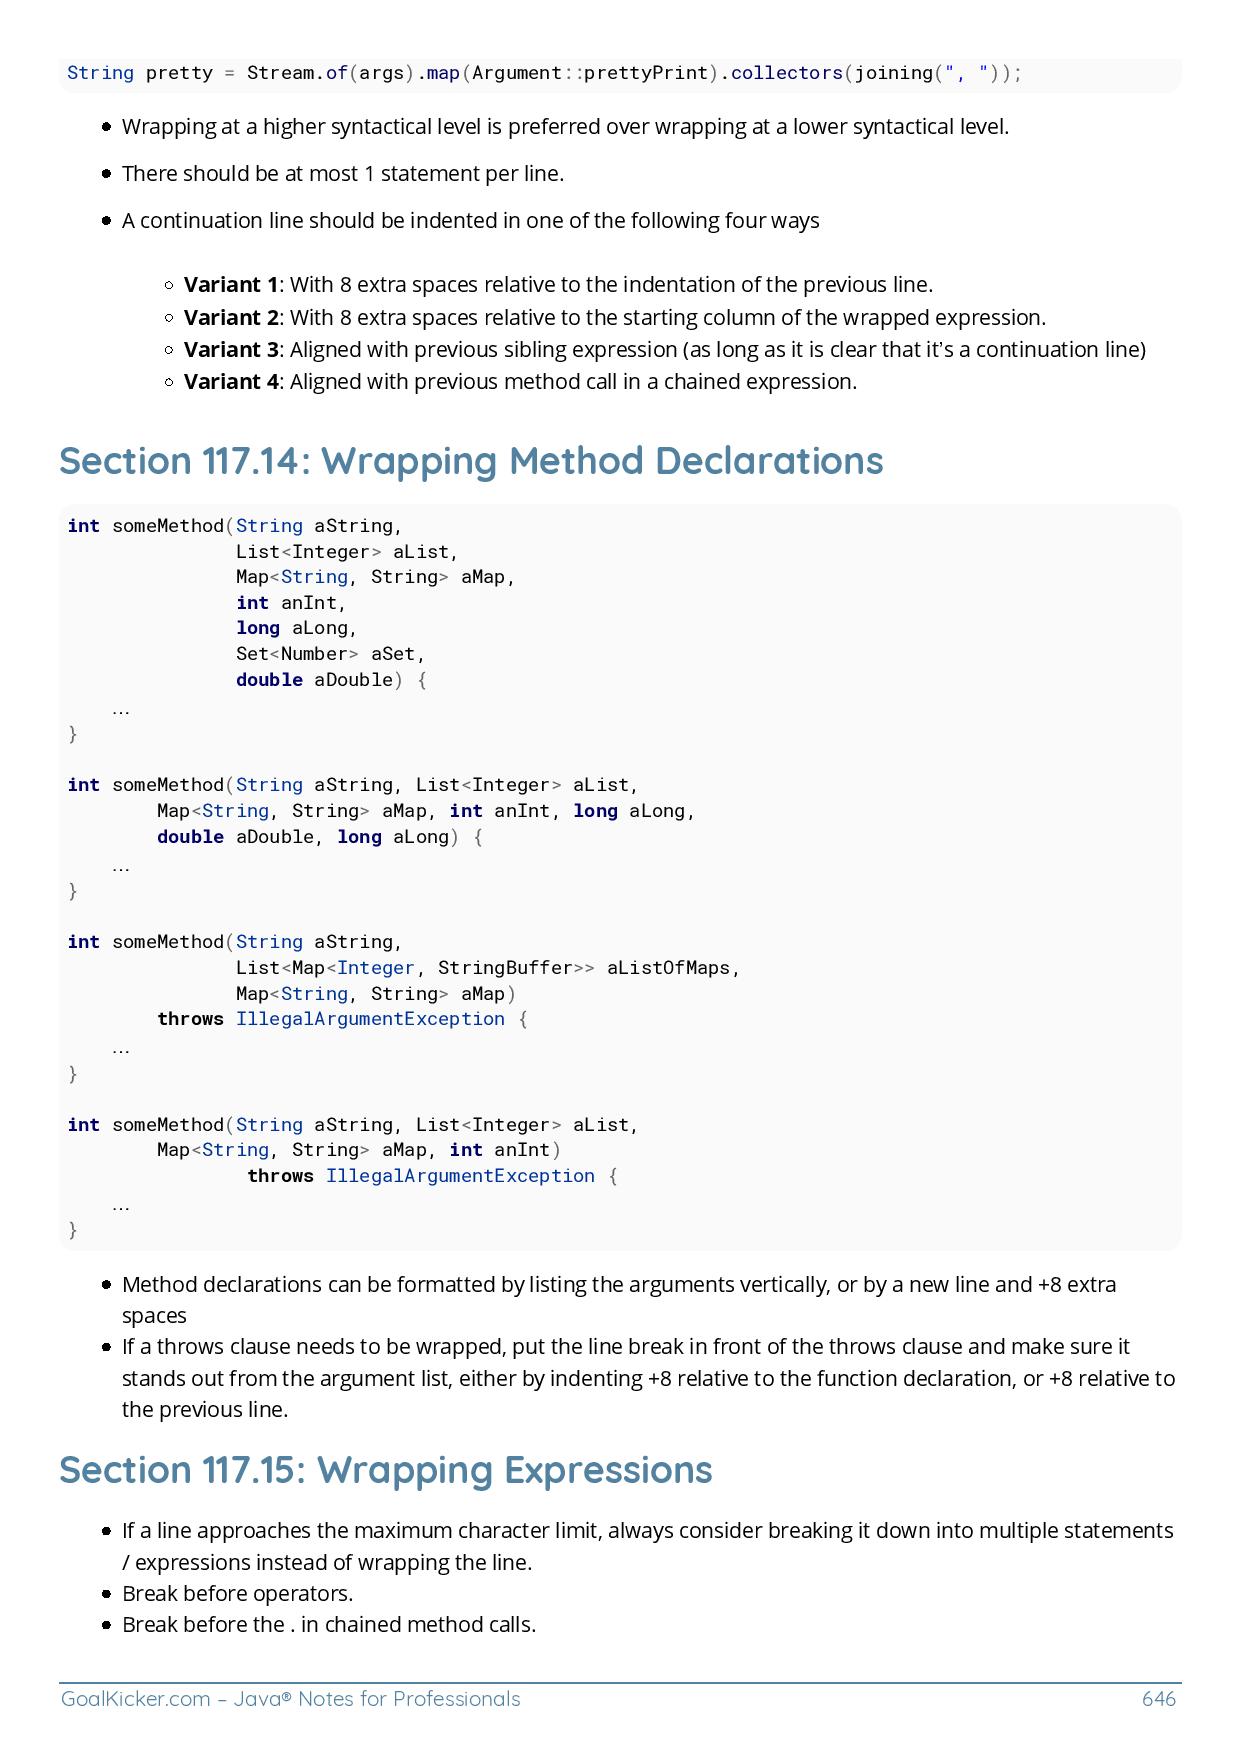 String pretty = Stream.of(args).map(Argument::prettyPrint).collectors(joining(", "));
• Wrapping at a higher syntactical level is preferred over wrapping at a lower syntactical level.
• There should be at most 1 statement per line.
• A continuation line should be indented in one of the following four ways
◦ Variant 1: With 8 extra spaces relative to the indentation of the previous line.
◦ Variant 2: With 8 extra spaces relative to the starting column of the wrapped expression.
◦ Variant 3: Aligned with previous sibling expression (as long as it is clear that it's a continuation line)
◦ Variant 4: Aligned with previous method call in a chained expression.
Section 117.14: Wrapping Method Declarations
int someMethod(String aString,
               List<Integer> aList,
               Map<String, String> aMap,
               int anInt,
               long aLong,
               Set<Number> aSet,
               double aDouble) {
    …
}
int someMethod(String aString, List<Integer> aList,
        Map<String, String> aMap, int anInt, long aLong,
        double aDouble, long aLong) {
    …
}
int someMethod(String aString,
               List<Map<Integer, StringBuffer>> aListOfMaps,
               Map<String, String> aMap)
        throws IllegalArgumentException {
    …
}
int someMethod(String aString, List<Integer> aList,
        Map<String, String> aMap, int anInt)
                throws IllegalArgumentException {
    …
}
• Method declarations can be formatted by listing the arguments vertically, or by a new line and +8 extra
spaces
• If a throws clause needs to be wrapped, put the line break in front of the throws clause and make sure it
stands out from the argument list, either by indenting +8 relative to the function declaration, or +8 relative to
the previous line.
Section 117.15: Wrapping Expressions
• If a line approaches the maximum character limit, always consider breaking it down into multiple statements
/ expressions instead of wrapping the line.
• Break before operators.
• Break before the . in chained method calls.
GoalKicker.com – Java® Notes for Professionals 646